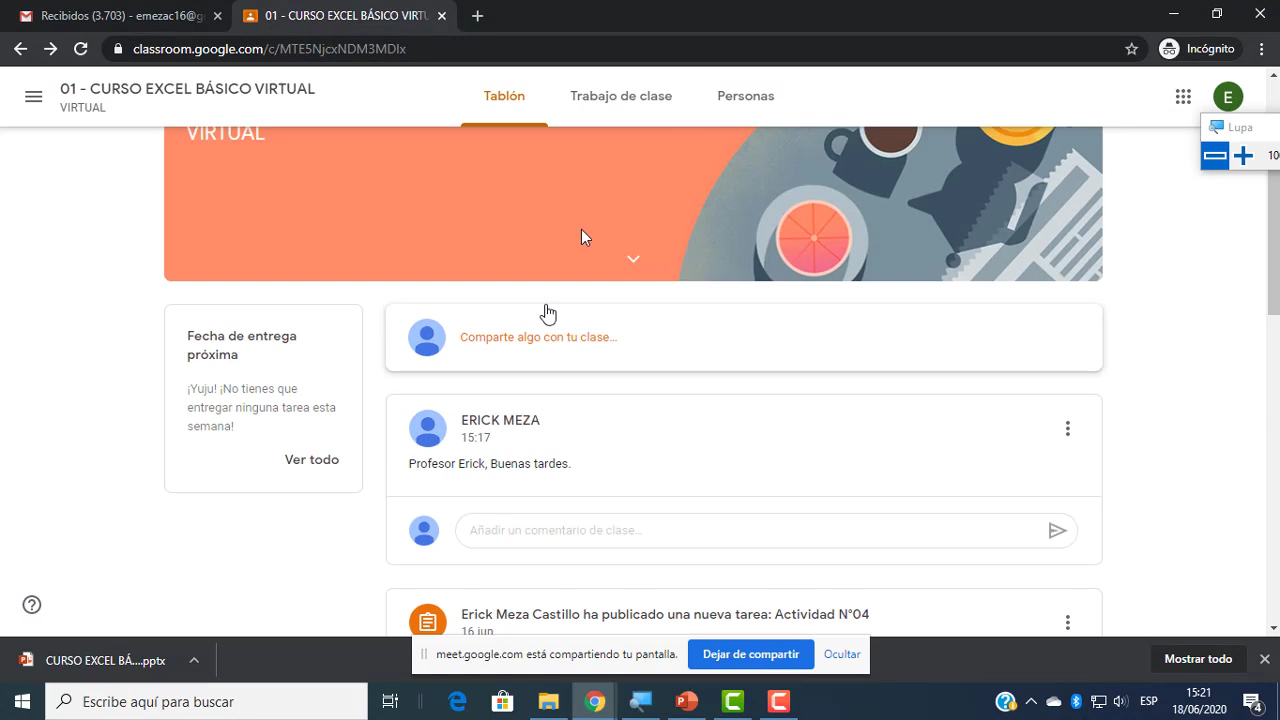 Recibidos (3.703) - emezac16@g
01 - CURSO EXCEL BÁSICO VIRTU
classroom.google.com/c/MTE5NjcxNDM3MDIx
Incógnito
01 - CURSO EXCEL BÁSICO VIRTUAL
VIRTUAL
Tablón
Trabajo de clase
Personas
E
Lupa
10
VIRTUAL
Fecha de entrega
próxima
¡Yuju! ¡No tienes que
entregar ninguna tarea esta
semana!
Ver todo
Comparte algo con tu clase...
ERICK MEZA
15:17
Profesor Erick, Buenas tardes.
Añadir un comentario de clase...
Erick Meza Castillo ha publicado una nueva tarea: Actividad N°04
16 jun.
meet.google.com está compartiendo tu pantalla.
Dejar de compartir
Ocultar
CURSO EXCEL BÁ....pptx
Mostrar todo
Escribe aquí para buscar
ESP
15:21
18/06/2020
4